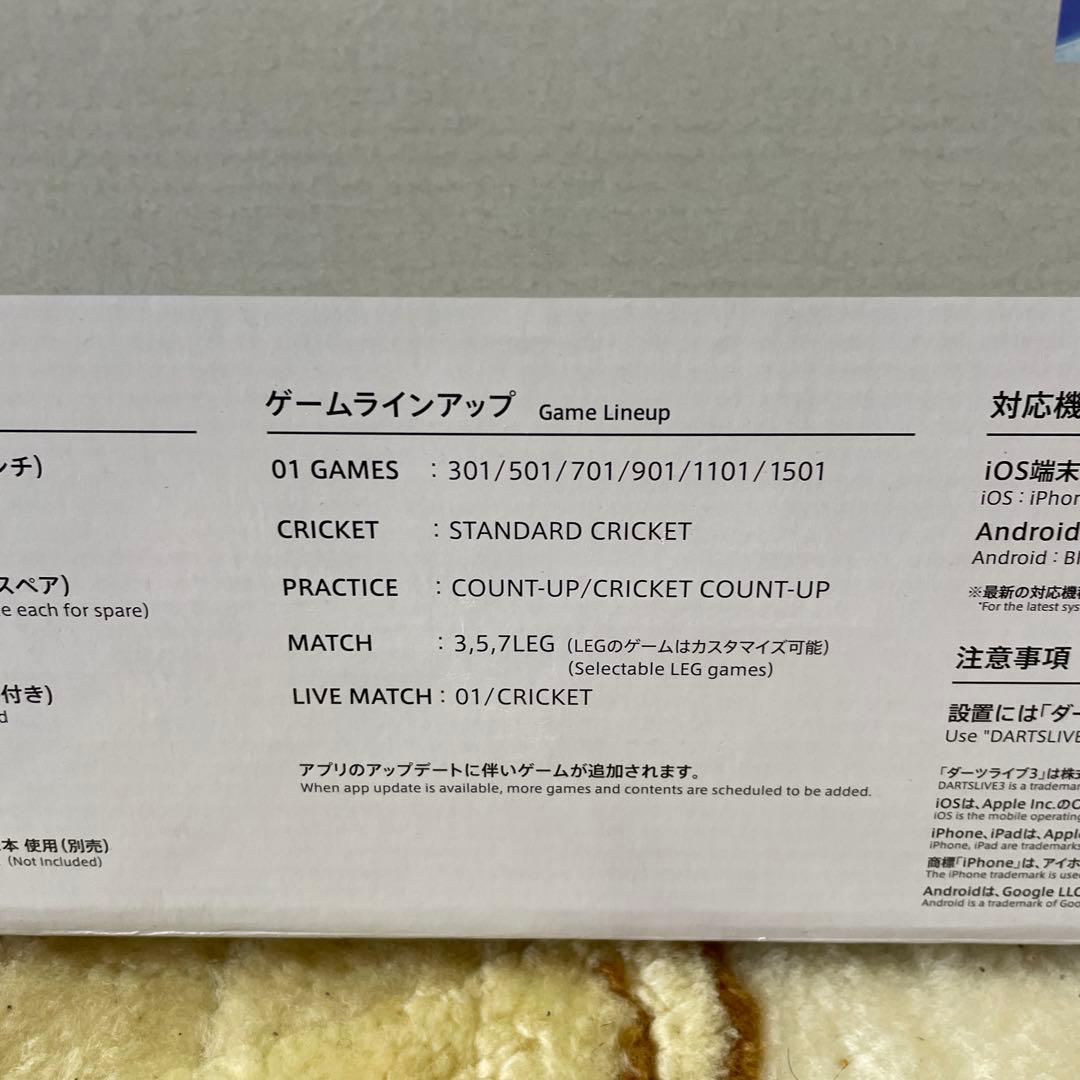 ンチ)
スペア)
e each for spare)
付き)
d
本 使用(別売)
(Not Included)
ゲームラインアップ Game Lineup
01 GAMES : 301/501/701/901/1101/1501
CRICKET : STANDARD CRICKET
PRACTICE : COUNT-UP/CRICKET COUNT-UP
MATCH : 3,5,7LEG (LEGのゲームはカスタマイズ可能)
(Selectable LEG games)
LIVE MATCH : 01/CRICKET
アプリのアップデートに伴いゲームが追加されます。
When app update is available, more games and contents are scheduled to be added.
対応機
iOS端末
iOS : iPhon
Android
Android : Bl
※最新の対応機種
*For the latest sys
注意事項
設置には「ダー
Use "DARTSLIVE
「ダーツライブ3」は株式
DARTSLIVE3 is a trademar
iOSは、Apple Inc.のO
iOS is the mobile operating
iPhone、iPadは、Apple
iPhone, iPad are trademarks
商標「iPhone」は、アイホ
The iPhone trademark is use
Androidは、Google LLC
Android is a trademark of Goo